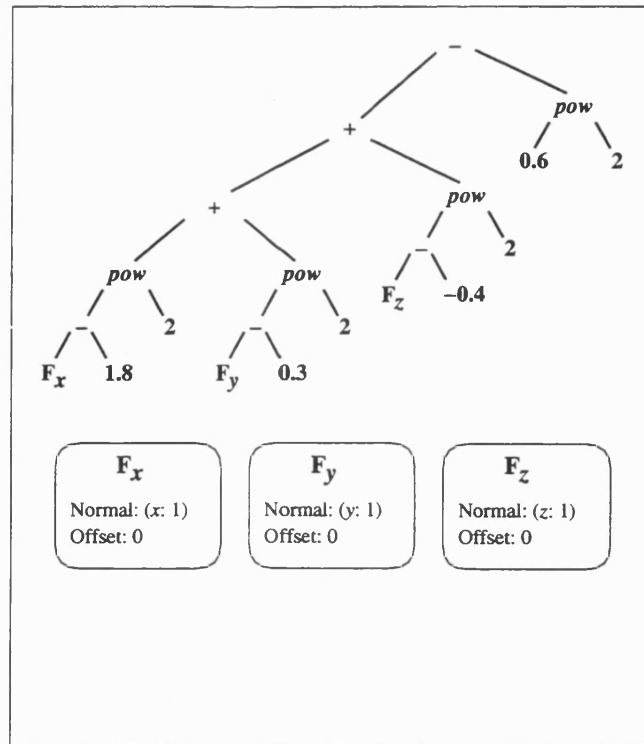 −
pow
+
0.6 2
pow
+
− 2
pow pow
F_z −0.4
− 2 − 2
F_x 1.8 F_y 0.3
F_x F_y F_z
Normal: (x: 1) Normal: (y: 1) Normal: (z: 1)
Offset: 0 Offset: 0 Offset: 0